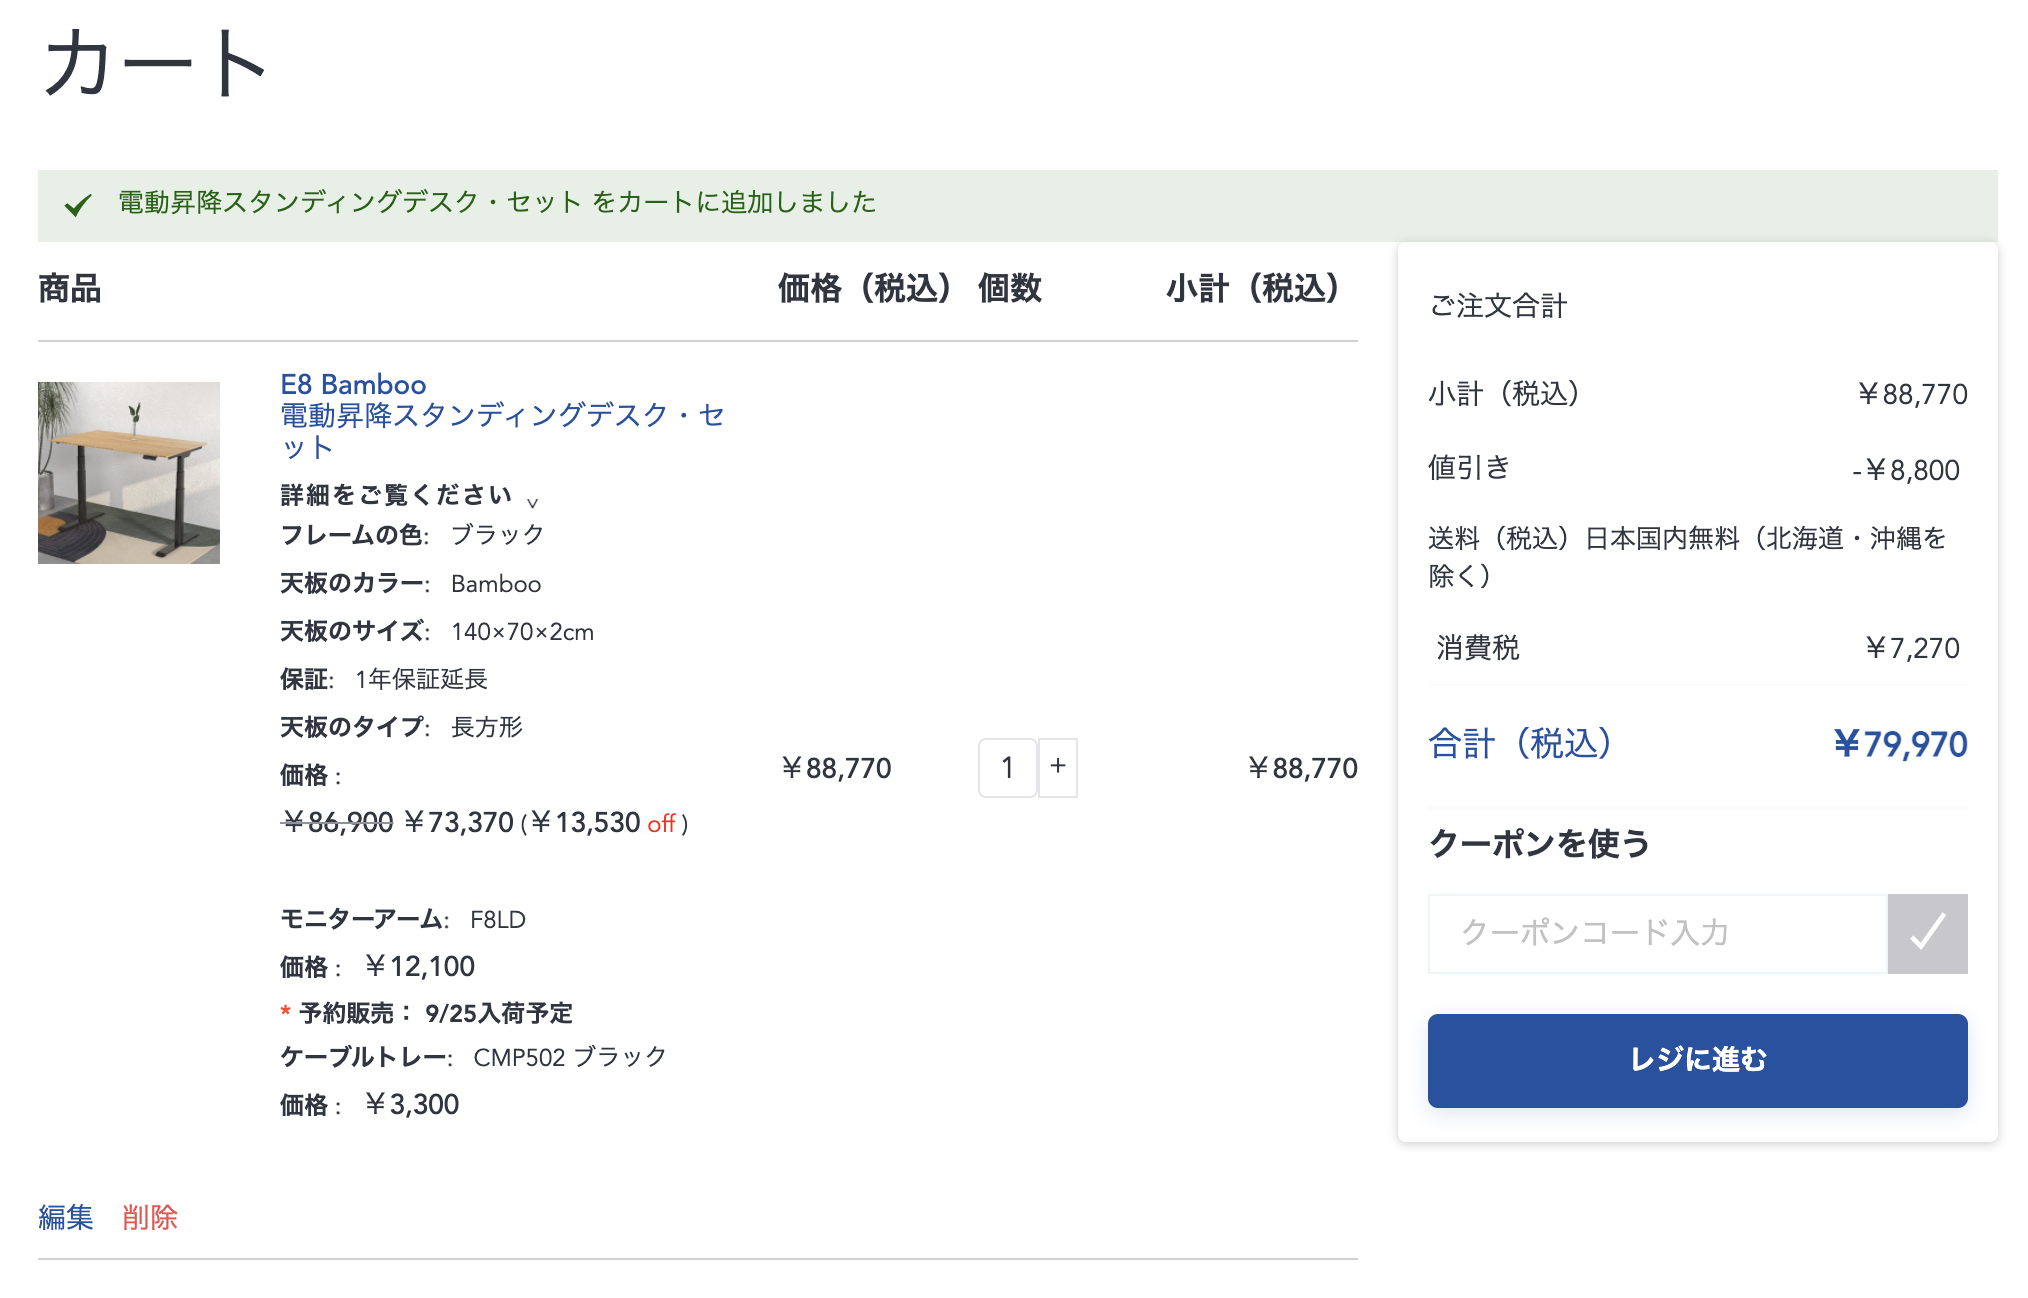 カート
電動昇降スタンディングデスク・セット をカートに追加しました
商品 価格（税込） 個数 小計（税込）
E8 Bamboo
電動昇降スタンディングデスク・セ
ット
詳細をご覧ください
フレームの色: ブラック
天板のカラー: Bamboo
天板のサイズ: 140×70×2cm
保証: 1年保証延長
天板のタイプ: 長方形
価格 :
￥86,900 ￥73,370 (￥13,530 off )
モニターアーム: F8LD
価格 : ￥12,100
* 予約販売： 9/25入荷予定
ケーブルトレー: CMP502 ブラック
価格 : ￥3,300
￥88,770 1 + ￥88,770
編集 削除
ご注文合計
小計（税込） ￥88,770
値引き -￥8,800
送料（税込）日本国内無料（北海道・沖縄を
除く）
消費税 ￥7,270
合計（税込） ￥79,970
クーポンを使う
クーポンコード入力
レジに進む